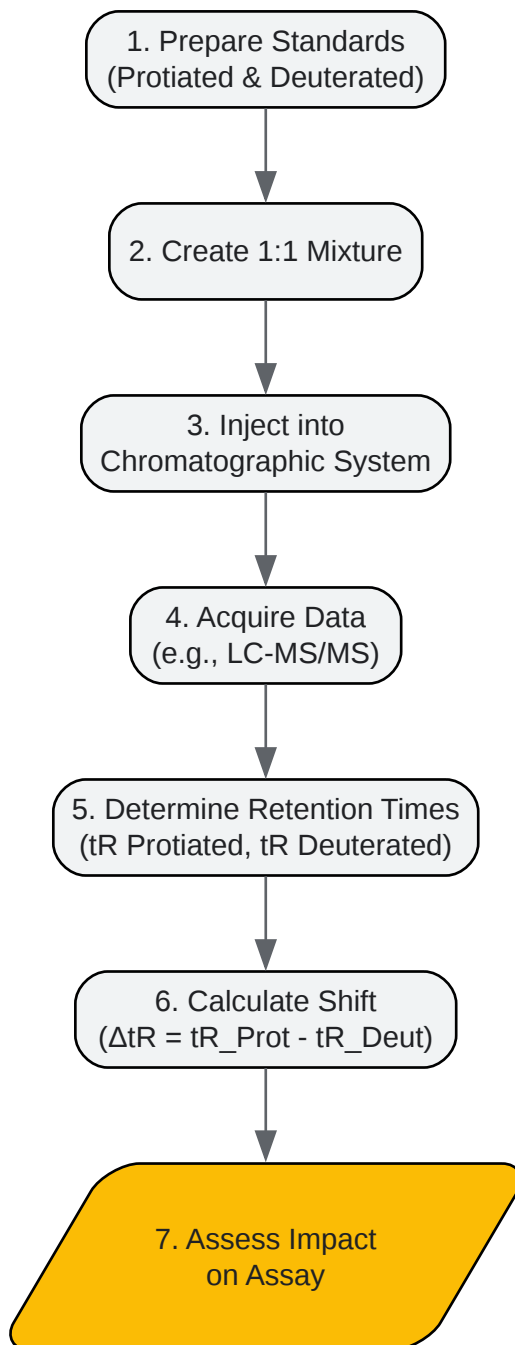 1. Prepare Standards
(Protiated & Deuterated)
2. Create 1:1 Mixture
3. Inject into
Chromatographic System
4. Acquire Data
(e.g., LC-MS/MS)
5. Determine Retention Times
(tR Protiated, tR Deuterated)
6. Calculate Shift
(ΔtR = tR_Prot - tR_Deut)
7. Assess Impact
on Assay